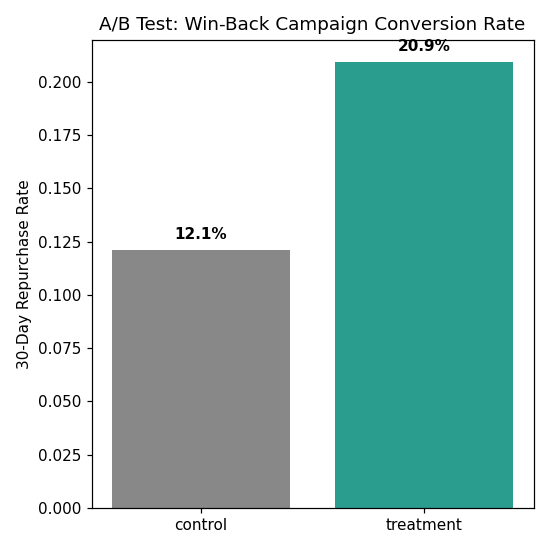 A/B Test: Win-Back Campaign Conversion Rate
20.9%
0.200
0.175
0.150
12.1%
0.125
0.100
0.075
0.050
0.025
0.000
30-Day Repurchase Rate
control
treatment